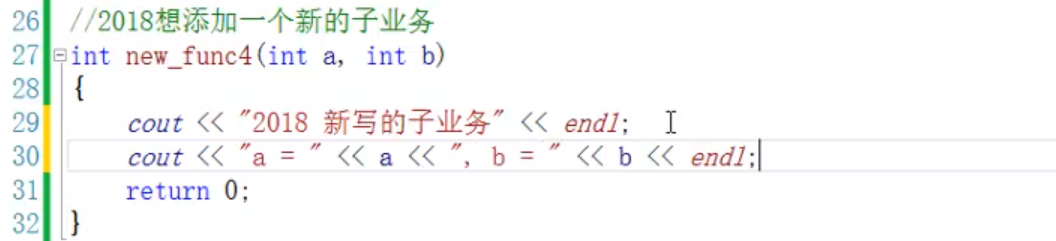 26 //2018想添加一个新的子业务
27 int new_func4(int a, int b)
28 {
29 cout << "2018 新写的子业务" << endl;
30 cout << "a = " << a << ", b = " << b << endl;
31 return 0;
32 }